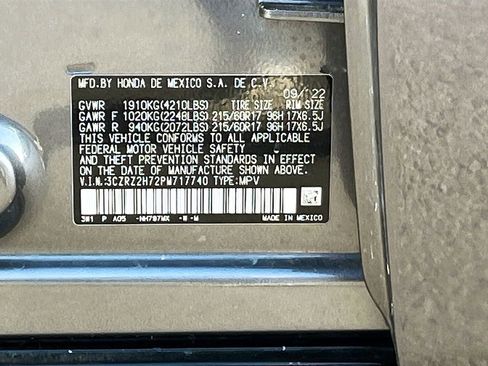 MFD.BY HONDA DE MEXICO S.A. DE C.V.
09/22
GVWR 1910KG(4210LBS) TIRE SIZE RIM SIZE
GAWR F 1020KG(2248LBS) 215/60R17 96H 17X6.5J
GAWR R 940KG(2072LBS) 215/60R17 96H 17X6.5J
THIS VEHICLE CONFORMS TO ALL APPLICABLE
FEDERAL MOTOR VEHICLE SAFETY
AND THEFT PREVENTION STANDARDS IN EFFECT ON THE
DATE OF MANUFACTURE SHOWN ABOVE.
V.I.N.:3CZRZ2H72PM717740 TYPE:MPV
3W1 P A05 -NH797MX -W -M MADE IN MEXICO